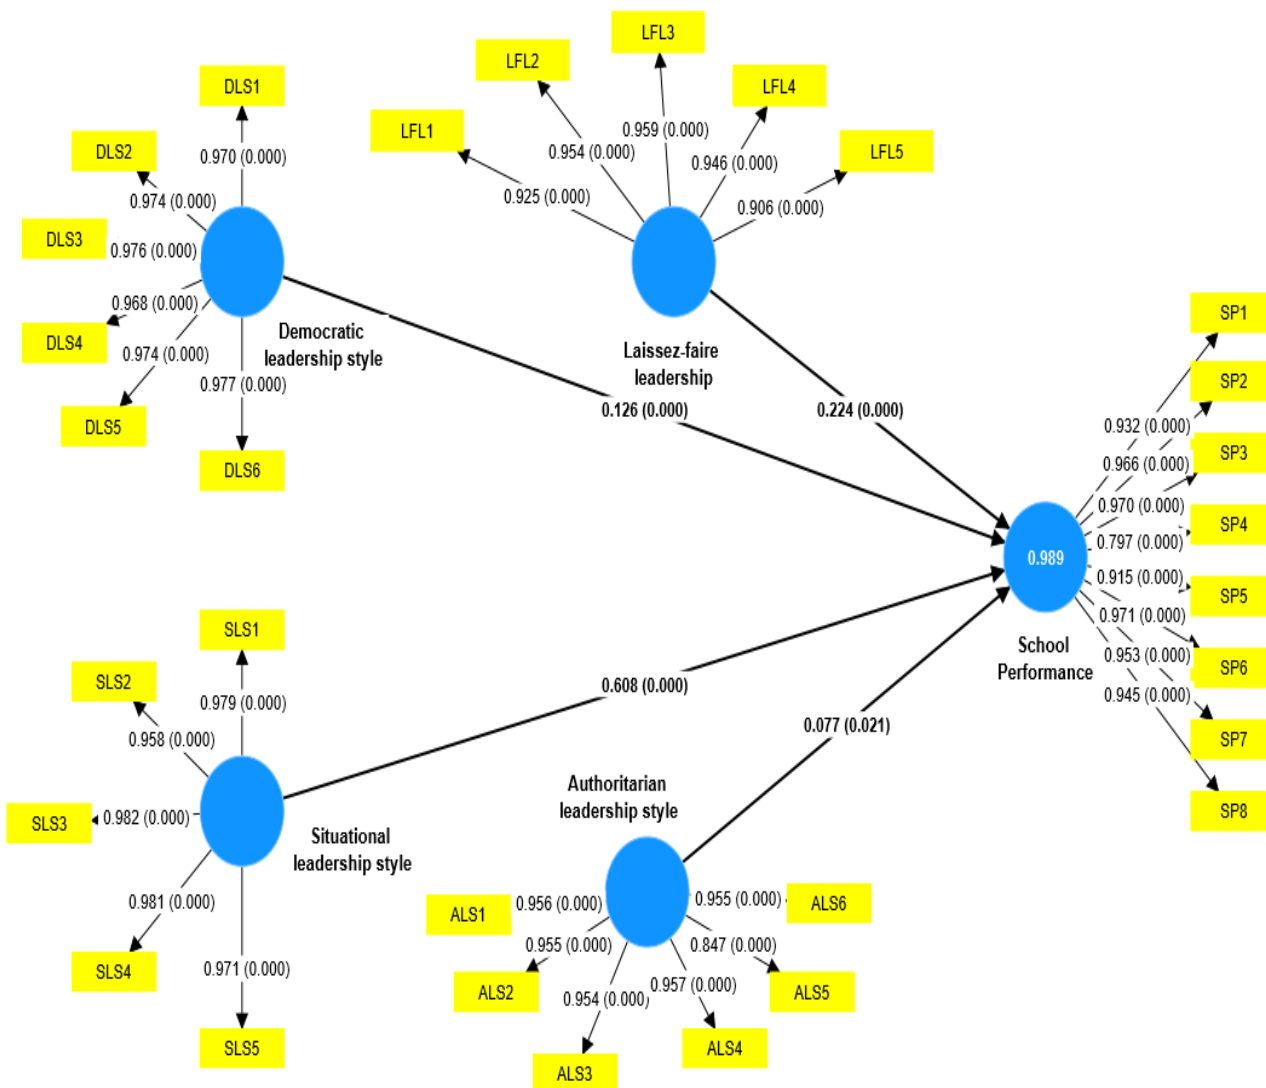 LFL3
LFL2
LFL4
LFL1
LFL5
0.925 (0.000)
0.954 (0.000)
0.959 (0.000)
0.946 (0.000)
0.906 (0.000)
Laissez-faire
leadership
DLS1
DLS2
DLS3
DLS4
DLS5
DLS6
0.970 (0.000)
0.974 (0.000)
0.976 (0.000)
0.968 (0.000)
0.974 (0.000)
0.977 (0.000)
Democratic
leadership style
0.126 (0.000)
0.224 (0.000)
SP1
SP2
SP3
SP4
SP5
SP6
SP7
SP8
0.932 (0.000)
0.966 (0.000)
0.970 (0.000)
0.797 (0.000)
0.915 (0.000)
0.971 (0.000)
0.953 (0.000)
0.945 (0.000)
0.989
School
Performance
SLS1
SLS2
SLS3
SLS4
SLS5
0.979 (0.000)
0.958 (0.000)
0.982 (0.000)
0.981 (0.000)
0.971 (0.000)
Situational
leadership style
0.608 (0.000)
0.077 (0.021)
Authoritarian
leadership style
ALS1
ALS2
ALS3
ALS4
ALS5
ALS6
0.956 (0.000)
0.955 (0.000)
0.954 (0.000)
0.957 (0.000)
0.847 (0.000)
0.955 (0.000)